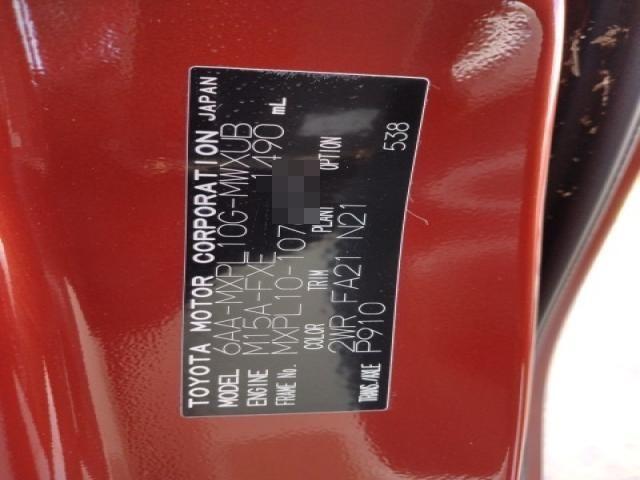 TOYOTA MOTOR CORPORATION JAPAN
MODEL 6AA-MXPL10G-MWXUB
ENGINE M15A-FXE 1490 mL
FRAME No. MXPL10-107
COLOR TRIM PLANT OPTION
2WR FA21 N21 538
TRANS./AXLE P910